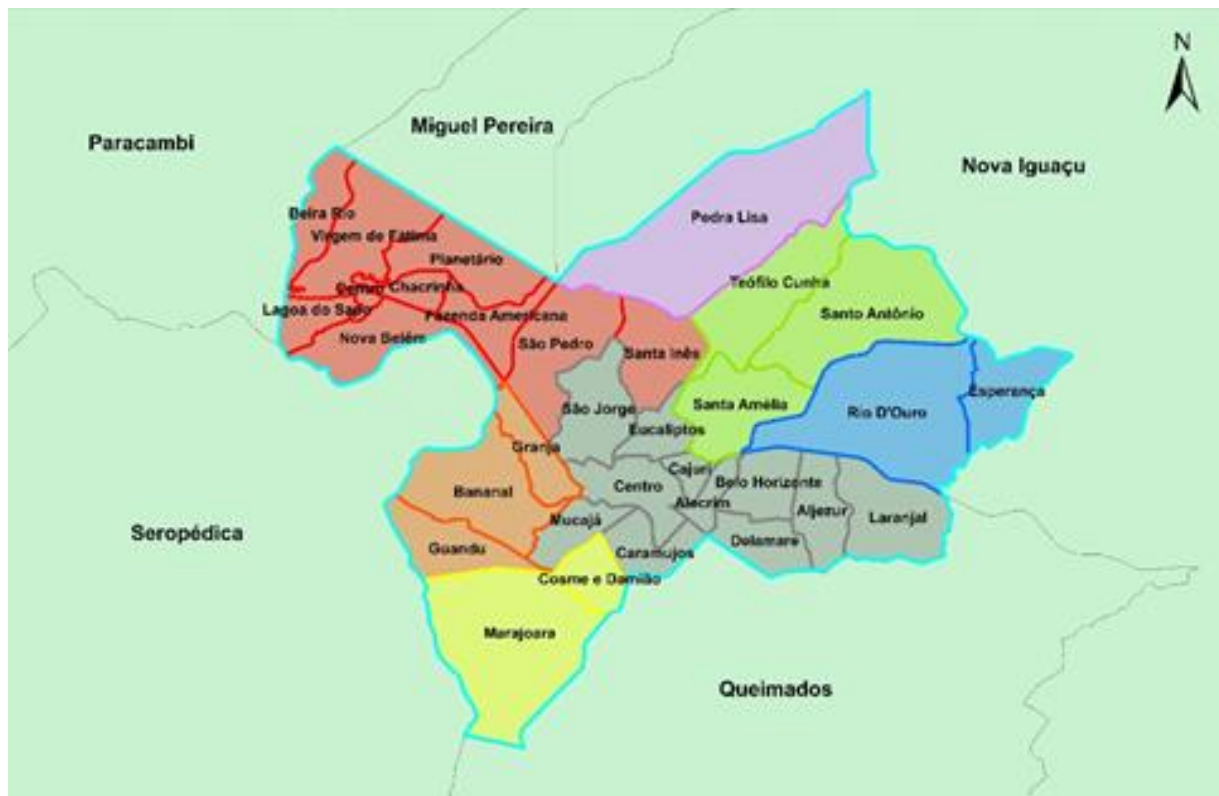 N
Miguel Pereira
Paracambi
Nova Iguaçu
Beira Rio
Pedra Lisa
Virgem de Fátima
Planetário
Teófilo Cunha
Chacrinha
Lagoa do Sapo
Fazenda Americana
Santo Antônio
Nova Belém
São Pedro
Santa Inês
Esperança
São Jorge
Santa Amélia
Rio D'Ouro
Eucaliptos
Granja
Cajuri
Centro
Belo Horizonte
Bananal
Alecrim
Aljezur
Laranjal
Mucajá
Seropédica
Guandu
Caramujos
Delamare
Cosme e Damião
Marajoara
Queimados